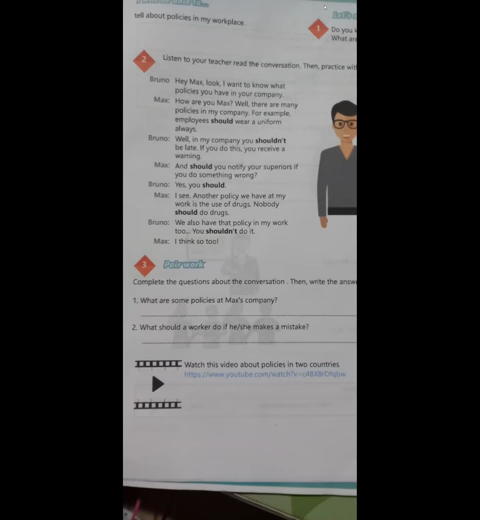 tell about policies in my workplace.
Let's
1 Do you
What are
2 Listen to your teacher read the conversation. Then, practice wit
Bruno: Hey Max, look, I want to know what
policies you have in your company.
Max: How are you Max? Well, there are many
policies in my company. For example,
employees should wear a uniform
always.
Bruno: Well, in my company you shouldn't
be late. If you do this, you receive a
warning.
Max: And should you notify your superiors if
you do something wrong?
Bruno: Yes, you should.
Max: I see. Another policy we have at my
work is the use of drugs. Nobody
should do drugs.
Bruno: We also have that policy in my work
too... You shouldn't do it.
Max: I think so too!
3 Pair work
Complete the questions about the conversation . Then, write the answe
1. What are some policies at Max's company?
2. What should a worker do if he/she makes a mistake?
Watch this video about policies in two countries